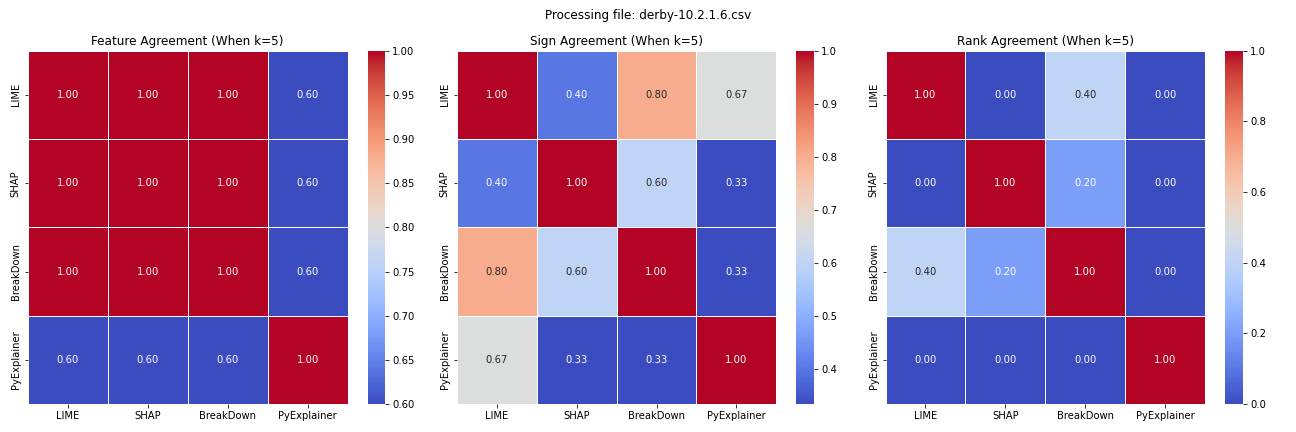 Processing file: derby-10.2.1.6.csv
Feature Agreement (When k=5)
LIME
SHAP
BreakDown
PyExplainer
1.00 1.00 1.00 0.60
1.00 1.00 1.00 0.60
1.00 1.00 1.00 0.60
0.60 0.60 0.60 1.00
LIME SHAP BreakDown PyExplainer
1.00
0.95
0.90
0.85
0.80
0.75
0.70
0.65
0.60
Sign Agreement (When k=5)
LIME
SHAP
BreakDown
PyExplainer
1.00 0.40 0.80 0.67
0.40 1.00 0.60 0.33
0.80 0.60 1.00 0.33
0.67 0.33 0.33 1.00
LIME SHAP BreakDown PyExplainer
1.0
0.9
0.8
0.7
0.6
0.5
0.4
Rank Agreement (When k=5)
LIME
SHAP
BreakDown
PyExplainer
1.00 0.00 0.40 0.00
0.00 1.00 0.20 0.00
0.40 0.20 1.00 0.00
0.00 0.00 0.00 1.00
LIME SHAP BreakDown PyExplainer
1.0
0.8
0.6
0.4
0.2
0.0